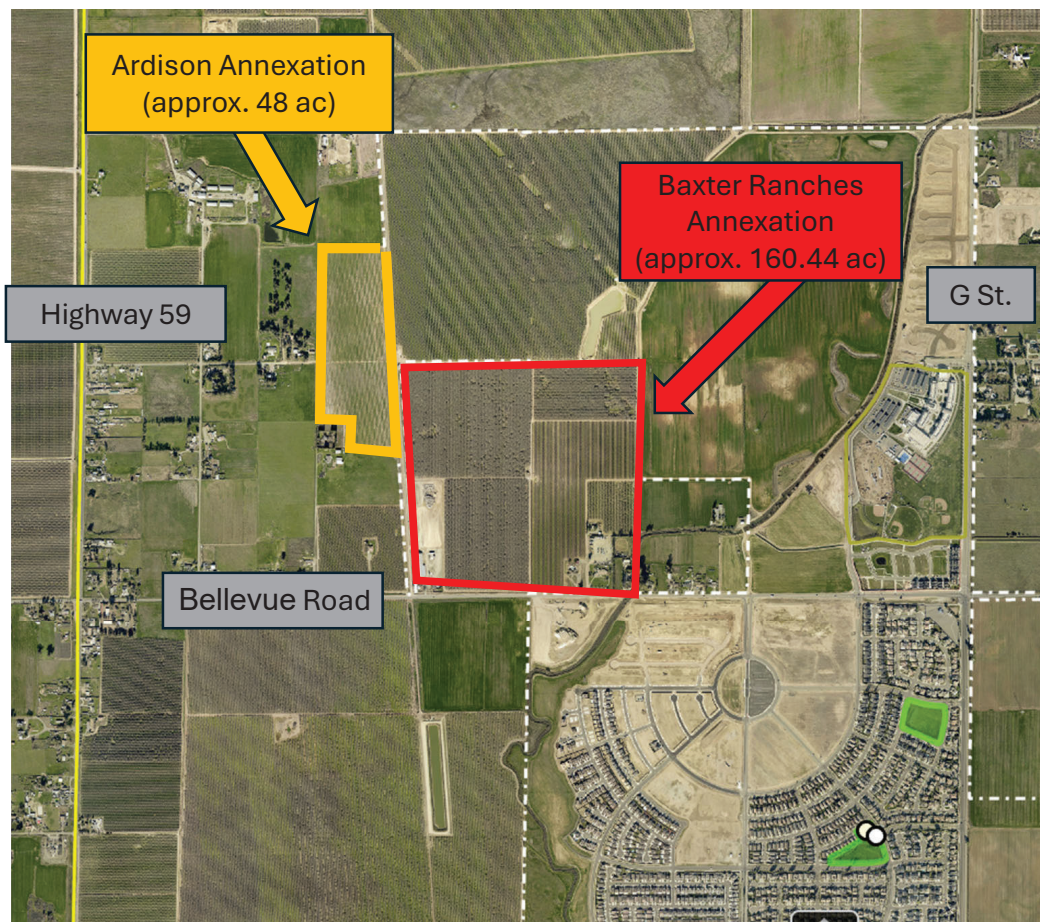 Ardison Annexation
(approx. 48 ac)
Baxter Ranches
Annexation
(approx. 160.44 ac)
Highway 59
G St.
Bellevue Road